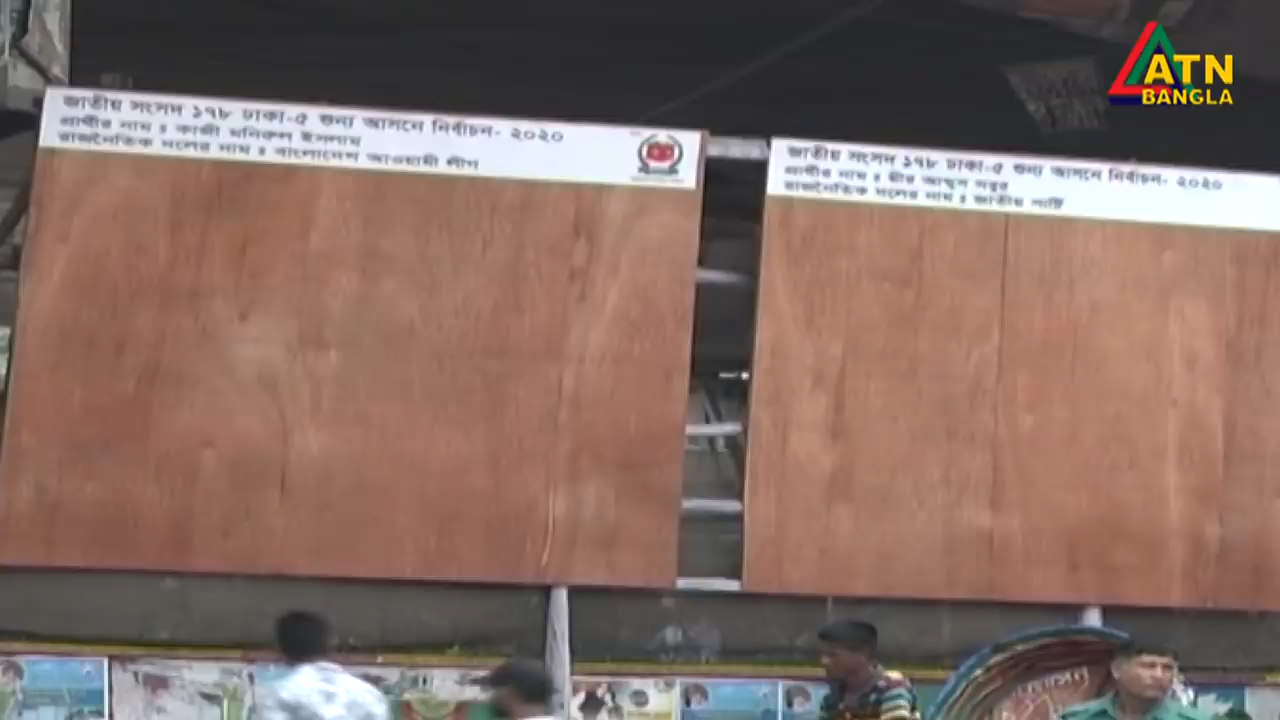 জাতীয় সংসদ ১৭৮ ঢাকা-৫ শুন্য আসনে নির্বাচন- ২০২০
প্রার্থীর নাম ঃ কাজী মনিরুল ইসলাম
রাজনৈতিক দলের নাম ঃ বাংলাদেশ আওয়ামী লীগ
জাতীয় সংসদ ১৭৮ ঢাকা-৫ শুন্য আসনে নির্বাচন- ২০২০
প্রার্থীর নাম ঃ মীর আব্দুস সবুর
রাজনৈতিক দলের নাম ঃ জাতীয় পার্টি
ATN
BANGLA